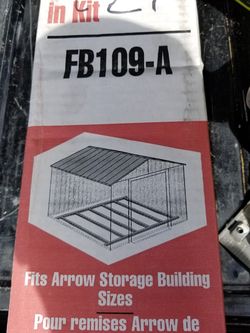 in Kit
FB109-A
Fits Arrow Storage Building
Sizes
Pour remises Arrow de